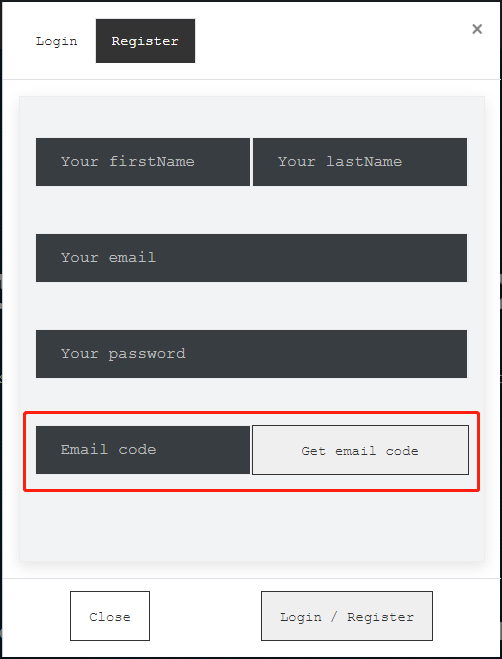 Login Register ×
Your firstName Your lastName
Your email
Your password
Email code Get email code
Close Login / Register